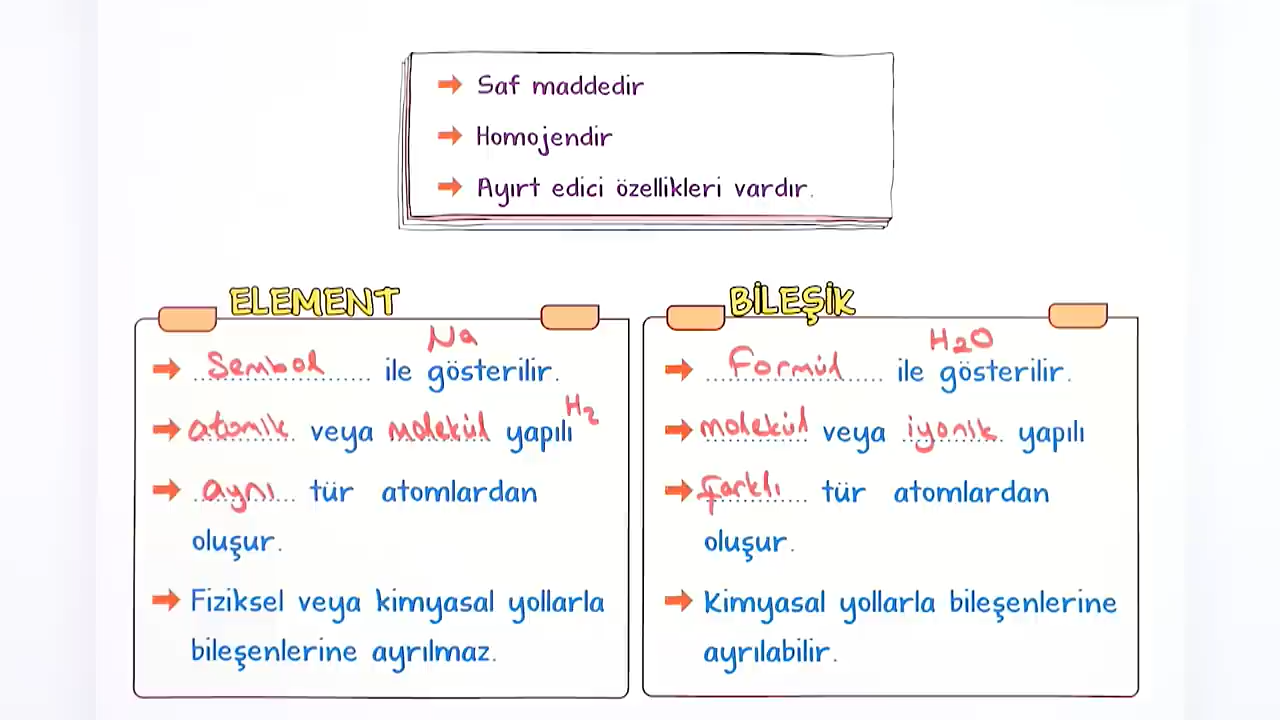 Saf maddedir
Homojendir
Ayırt edici özellikleri vardır.
ELEMENT
Na
Sembol ile gösterilir.
H2
atomik veya molekül yapılı
aynı tür atomlardan
oluşur.
Fiziksel veya kimyasal yollarla
bileşenlerine ayrılmaz.
BİLEŞİK
H2O
Formül ile gösterilir.
molekül veya iyonik yapılı
farklı tür atomlardan
oluşur.
Kimyasal yollarla bileşenlerine
ayrılabilir.